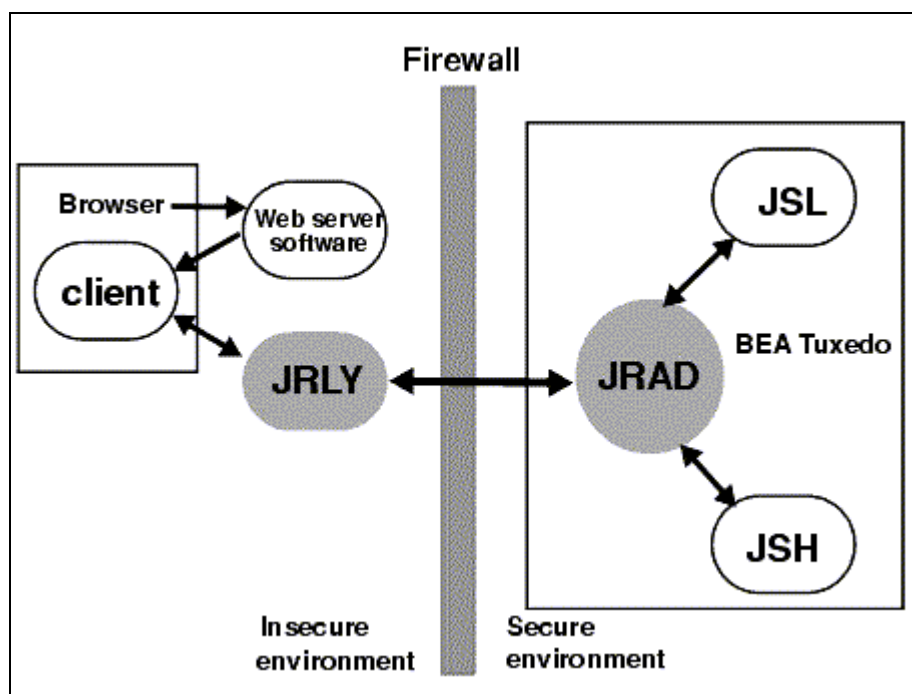 Firewall
Browser
Web server
software
client
JRLY
JSL
JRAD
BEA Tuxedo
JSH
Insecure
environment
Secure
environment